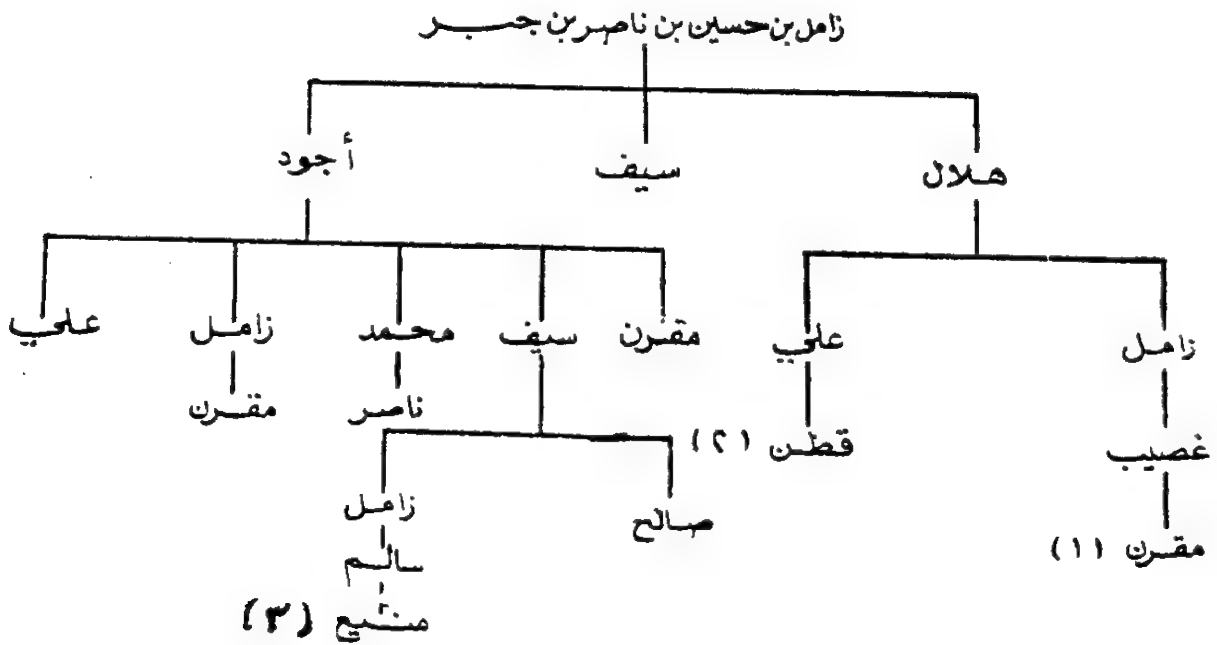 زامل بن حسين بن ناصر بن جبر
هلال سيف أجود
زامل علي مقرن سيف محمد زامل علي
غصيب قطن (٢) ناصر مقرن
مقرن (١) صالح زامل
سالم
منيع (٣)